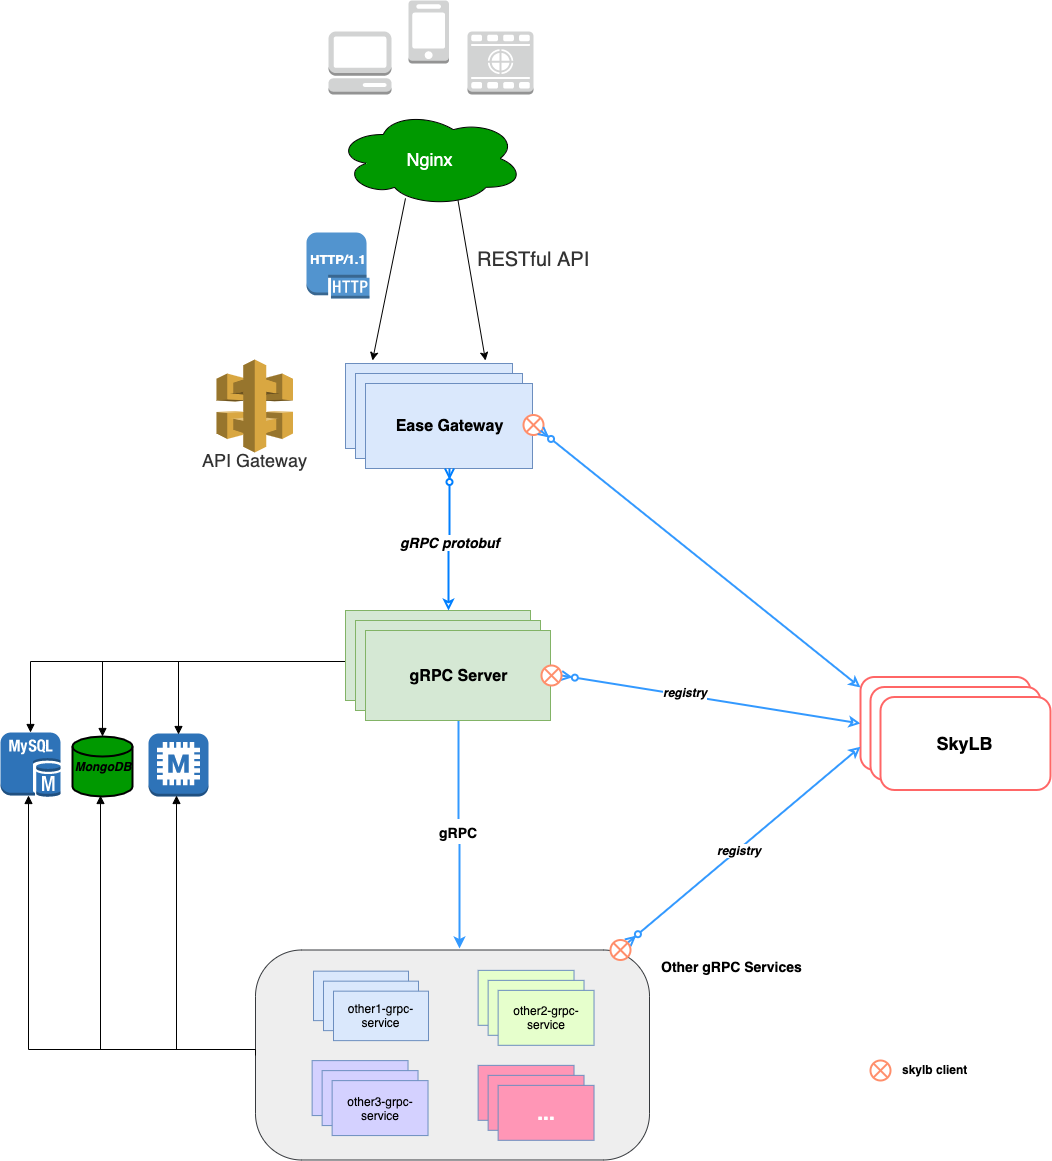 Nginx
HTTP/1.1
HTTP
RESTful API
Ease Gateway
API Gateway
gRPC protobuf
gRPC Server
registry
MySQL
M
MongoDB
M
SkyLB
gRPC
registry
Other gRPC Services
other1-grpc-
service
other2-grpc-
service
other3-grpc-
service
...
skylb client